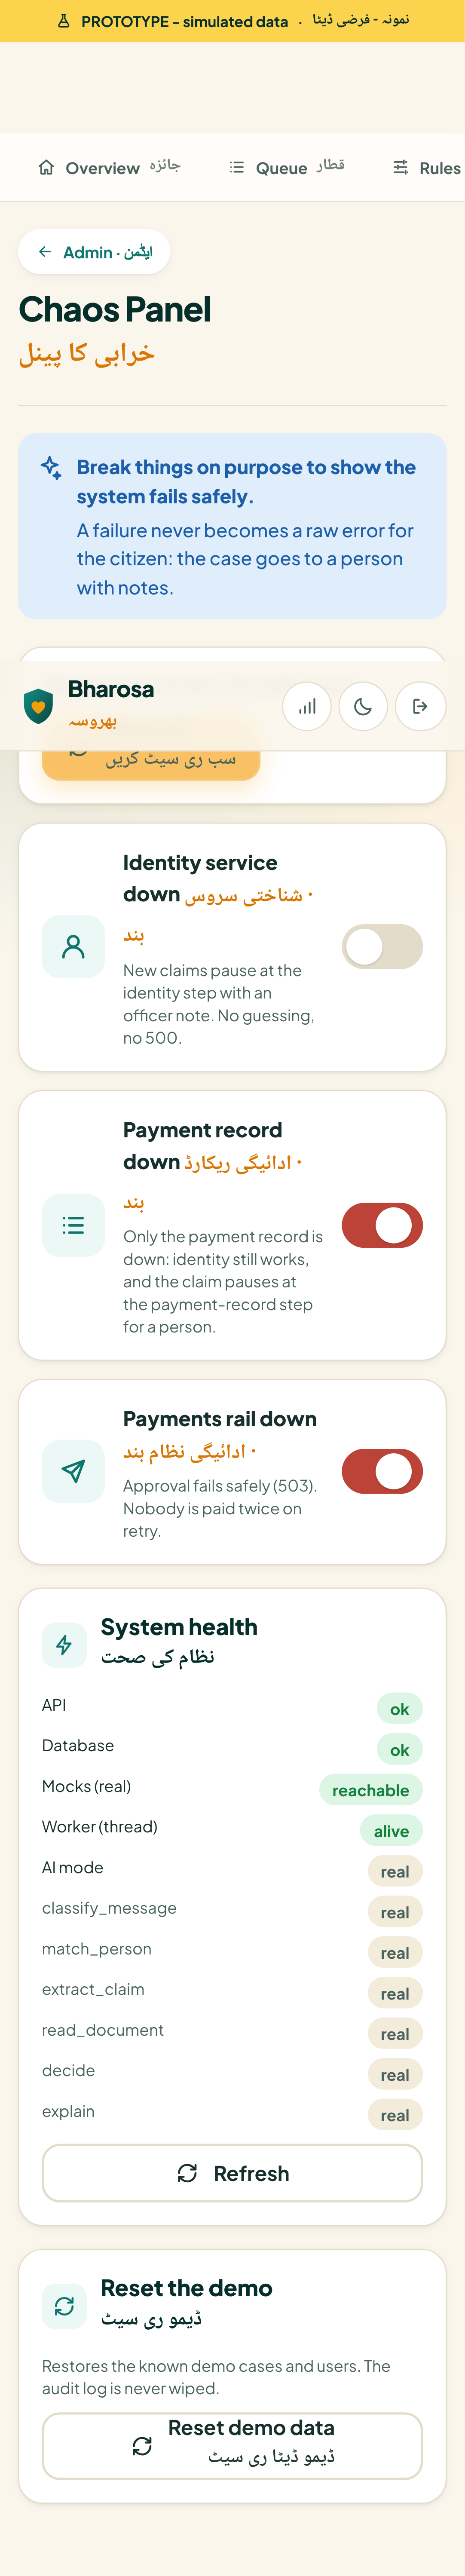 PROTOTYPE - simulated data · نمونہ - فرضی ڈیٹا
Overview جائزہ
Queue قطار
Rules
Admin · ایڈمن
Chaos Panel
خرابی کا پینل
Break things on purpose to show the
system fails safely.
A failure never becomes a raw error for
the citizen: the case goes to a person
with notes.
Bharosa
بھروسہ
سب ری سیٹ کریں
Identity service
down شناختی سروس ·
بند
New claims pause at the
identity step with an
officer note. No guessing,
no 500.
Payment record
down ادائیگی ریکارڈ ·
بند
Only the payment record is
down: identity still works,
and the claim pauses at
the payment-record step
for a person.
Payments rail down
ادائیگی نظام بند ·
Approval fails safely (503).
Nobody is paid twice on
retry.
System health
نظام کی صحت
API ok
Database ok
Mocks (real) reachable
Worker (thread) alive
AI mode real
classify_message real
match_person real
extract_claim real
read_document real
decide real
explain real
Refresh
Reset the demo
ڈیمو ری سیٹ
Restores the known demo cases and users. The
audit log is never wiped.
Reset demo data
ڈیمو ڈیٹا ری سیٹ